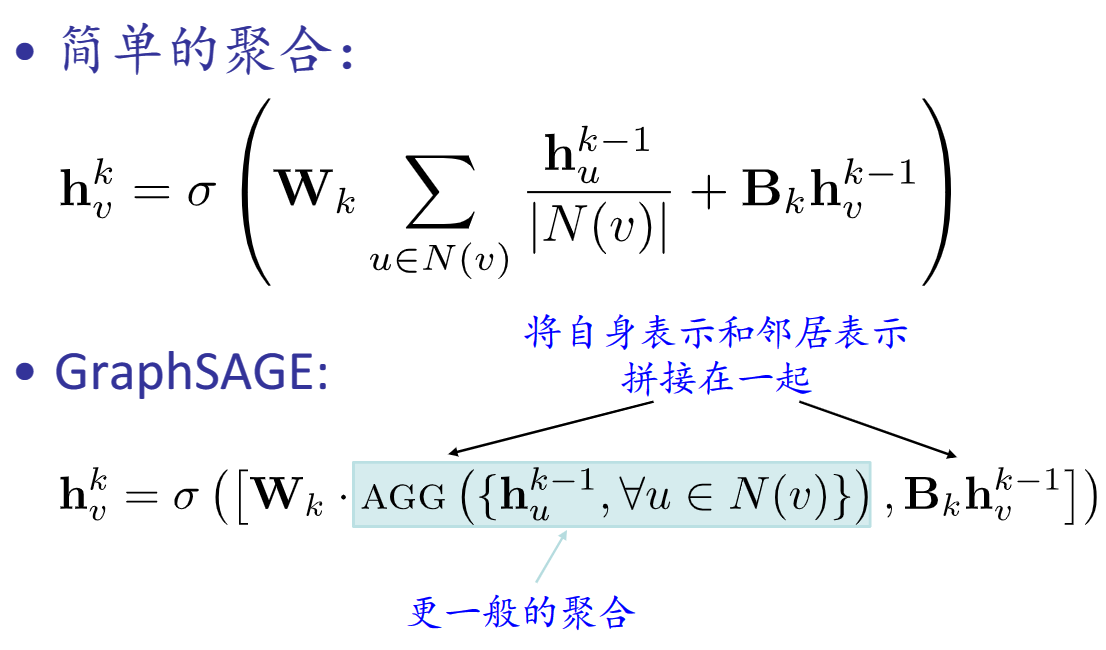 • 简单的聚合:
$\mathbf{h}_v^k = \sigma \left( \mathbf{W}_k \sum_{u \in N(v)} \frac{\mathbf{h}_u^{k-1}}{|N(v)|} + \mathbf{B}_k \mathbf{h}_v^{k-1} \right)$
将自身表示和邻居表示
拼接在一起
• GraphSAGE:
$\mathbf{h}_v^k = \sigma \left( \left[ \mathbf{W}_k \cdot \text{AGG} \left( \{ \mathbf{h}_u^{k-1}, \forall u \in N(v) \} \right), \mathbf{B}_k \mathbf{h}_v^{k-1} \right] \right)$
更一般的聚合